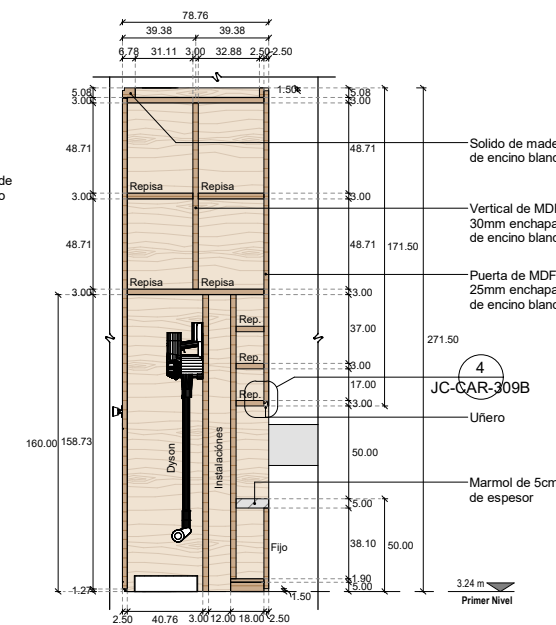 78.76
39.38 39.38
6.78 31.11 3.00 32.88 2.50 2.50
5.08 1.50 5.08
3.00 3.00
48.71 48.71
Solido de made
de encino blanc
de
o
Repisa Repisa
3.00 3.00
Vertical de MDF
30mm enchapa
de encino blanc
48.71 48.71 171.50
Puerta de MDF
25mm enchapa
de encino blanc
Repisa Repisa
3.00 3.00
Rep. 37.00
271.50
Rep. 3.00
4
JC-CAR-309B
17.00
Rep. 3.00
Uñero
160.00 158.73
Dyson
Instalaciónes
50.00
Marmol de 5cm
de espesor
5.00
Fijo
38.10 50.00
1.90
5.00
1.27 1.50
3.24 m
Primer Nivel
2.50 40.76 3.00 12.00 18.00 2.50